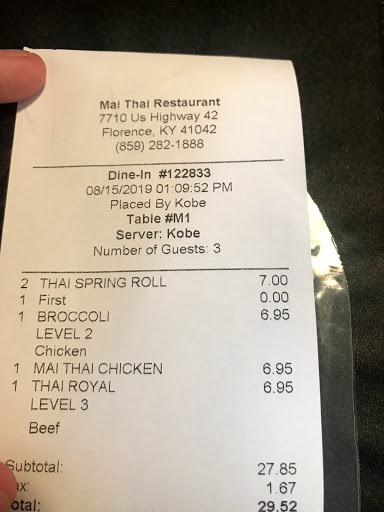 Mai Thai Restaurant
7710 Us Highway 42
Florence, KY 41042
(859) 282-1888
Dine-In #122833
08/15/2019 01:09:52 PM
Placed By Kobe
Table #M1
Server: Kobe
Number of Guests: 3
2 THAI SPRING ROLL 7.00
1 First 0.00
1 BROCCOLI 6.95
LEVEL 2
Chicken
1 MAI THAI CHICKEN 6.95
1 THAI ROYAL 6.95
LEVEL 3
Beef
Subtotal: 27.85
ax: 1.67
otal: 29.52